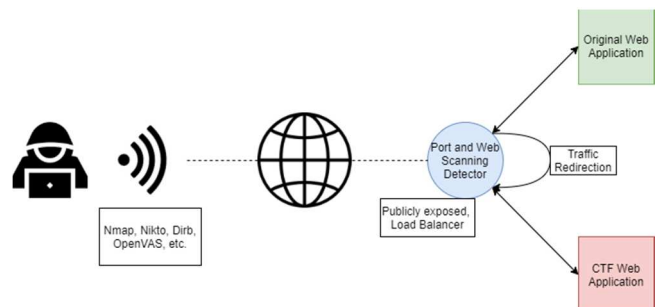 Original Web
Application
Port and Web
Scanning
Detector
Traffic
Redirection
Publicly exposed,
Load Balancer
Nmap, Nikto, Dirb,
OpenVAS, etc.
CTF Web
Application